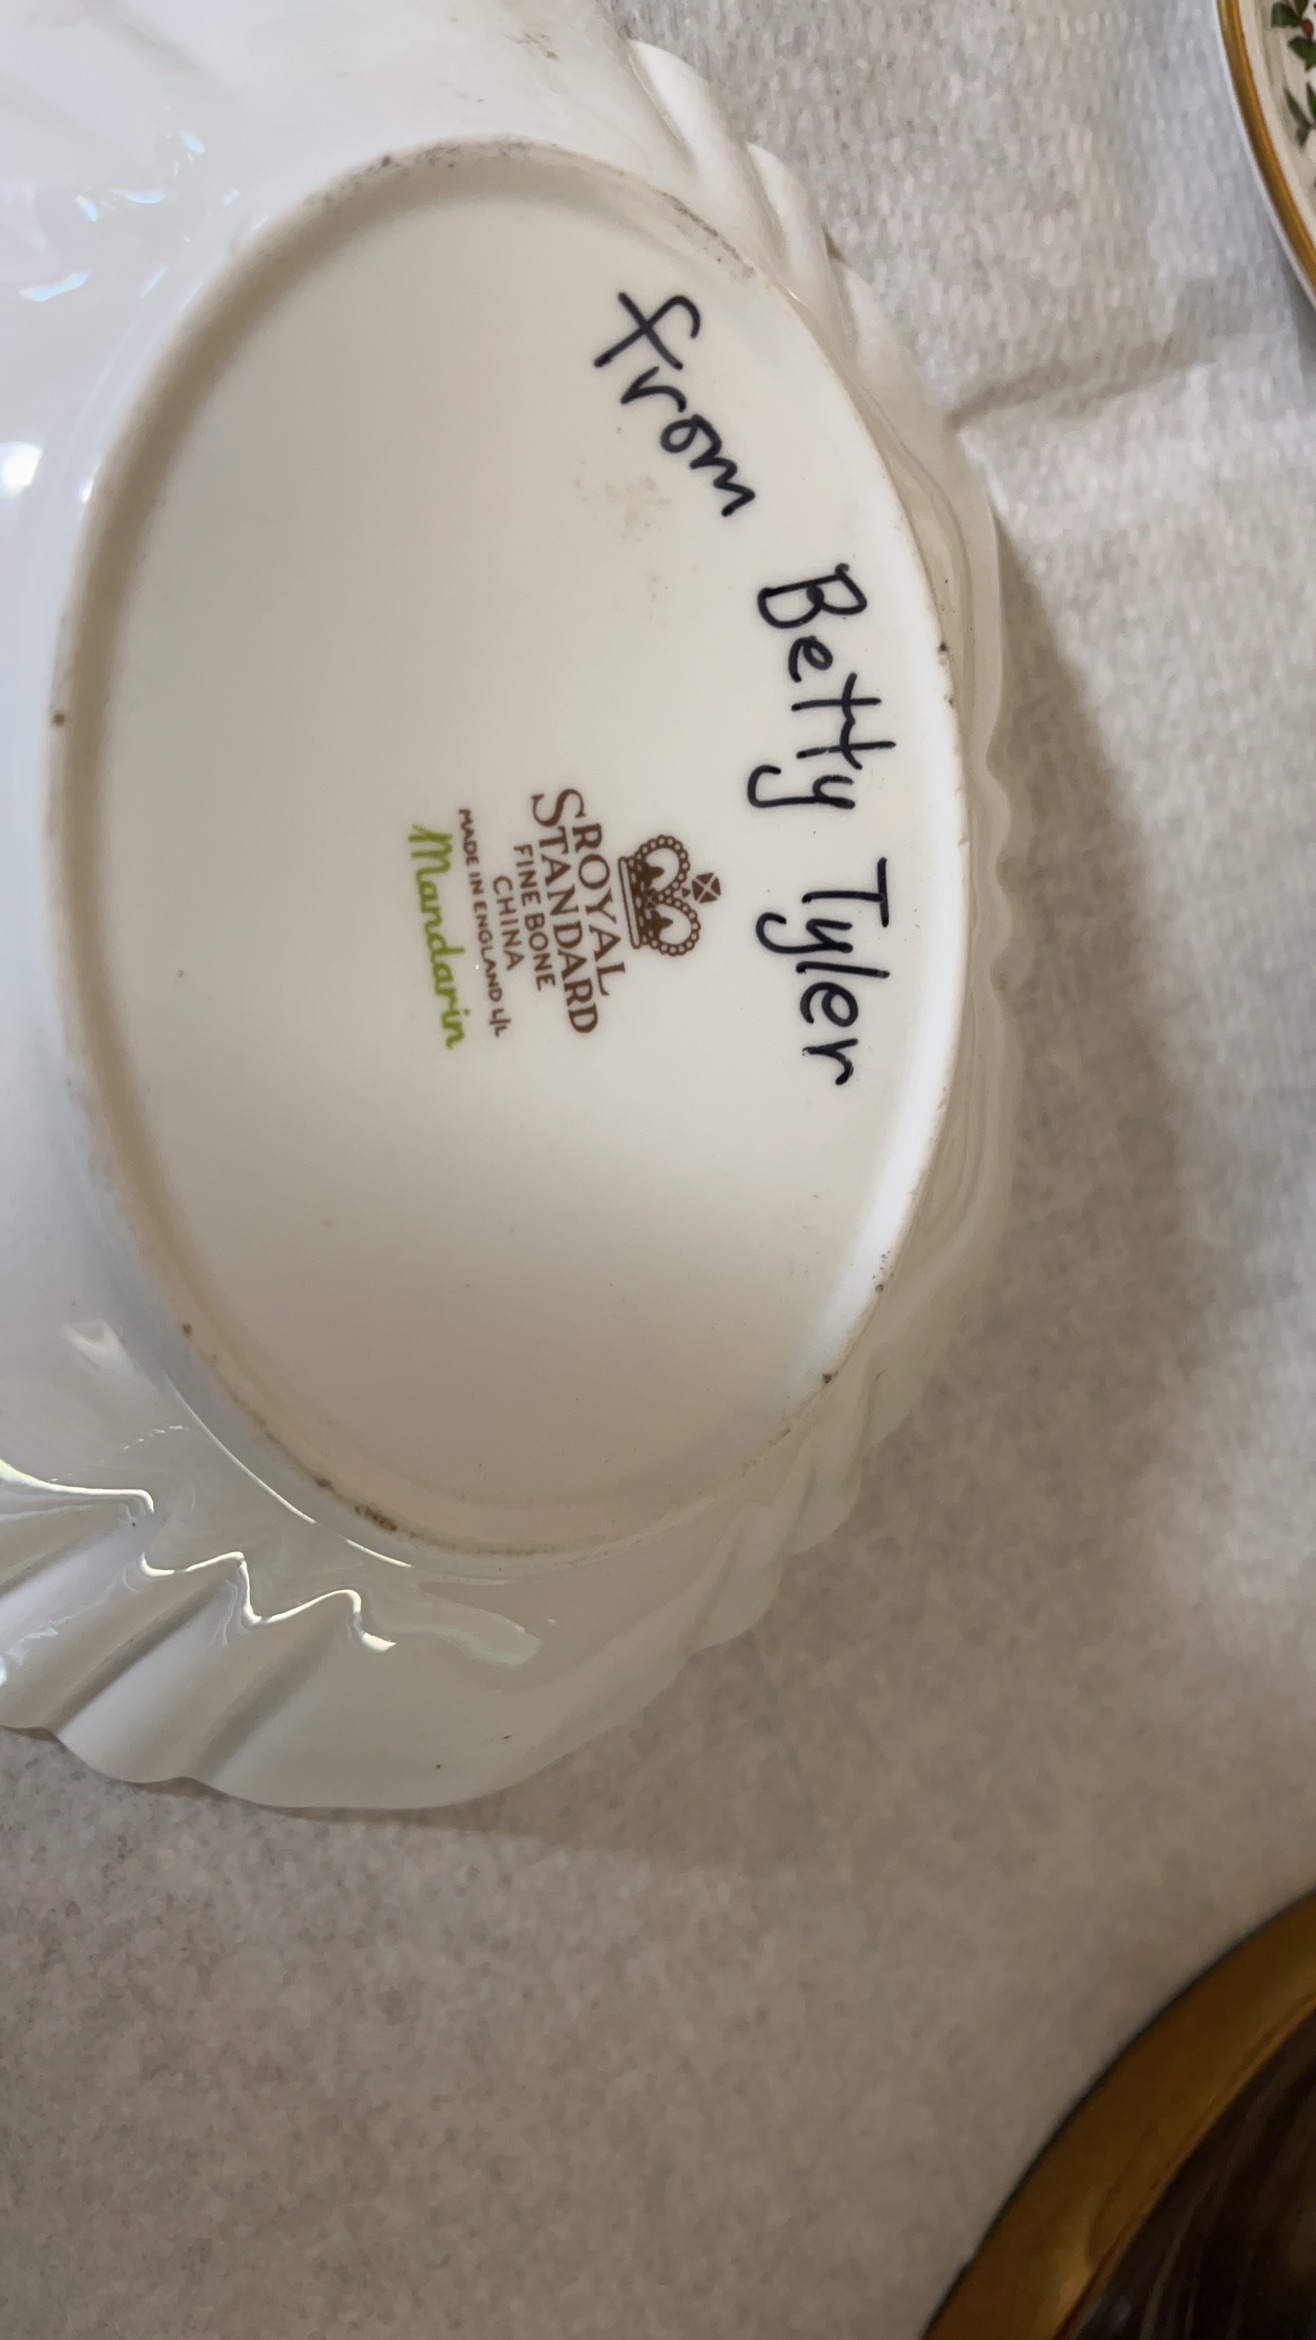 from Betty Tyler
ROYAL
STANDARD
FINE BONE
CHINA
MADE IN ENGLAND
Mandarin